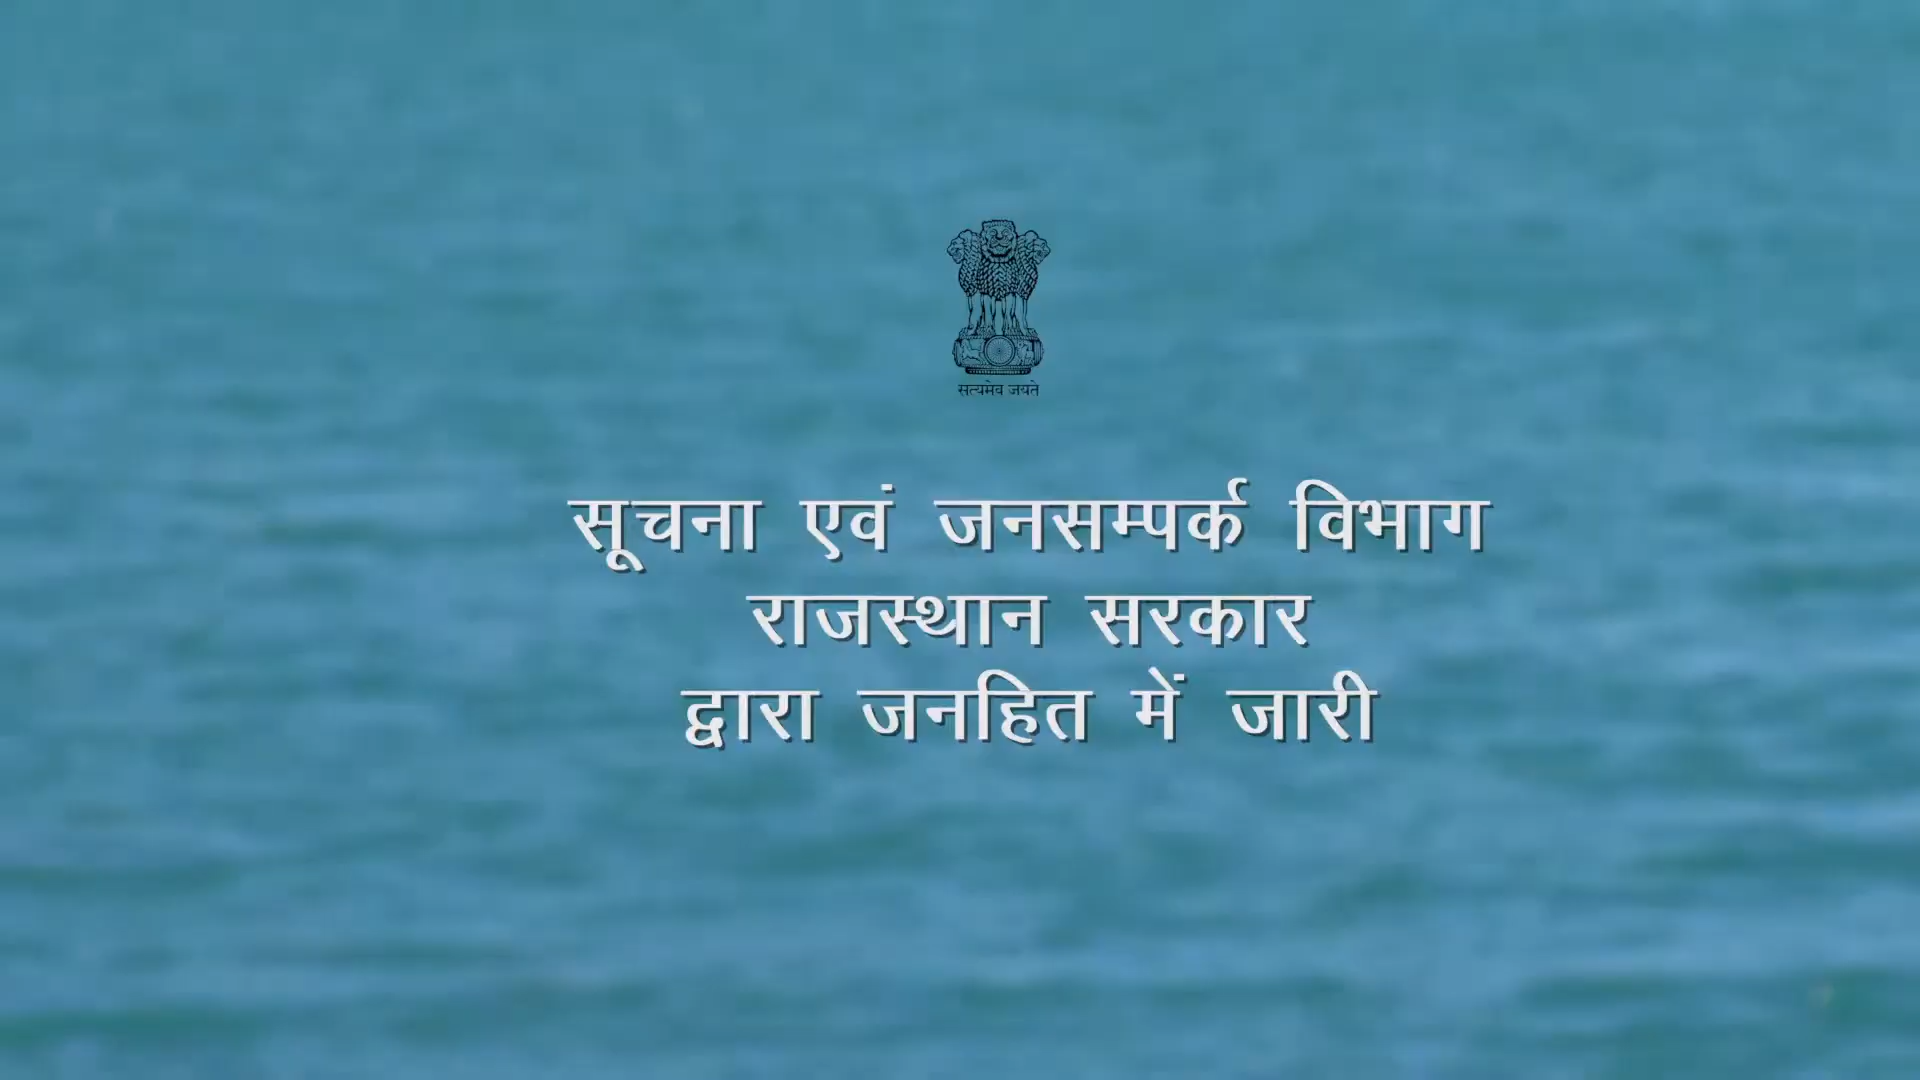 सत्यमेव जयते
सूचना एवं जनसम्पर्क विभाग
राजस्थान सरकार
द्वारा जनहित में जारी